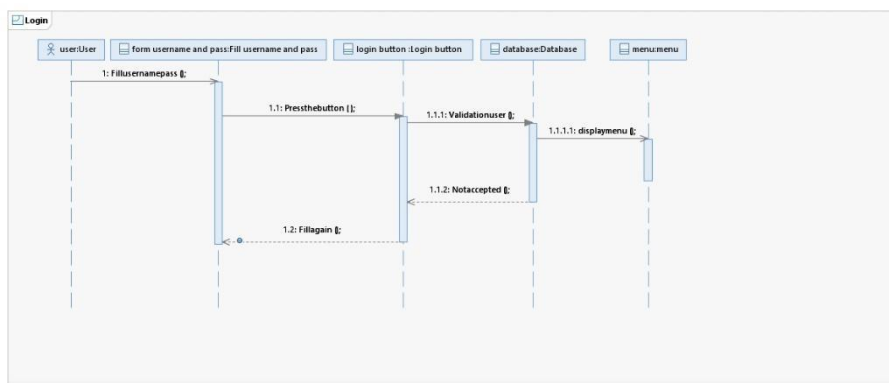 Login
user:User
form username and pass:Fill username and pass
login button :Login button
database:Database
menu:menu
1: Fillusernamepass ();
1.1: Pressthebutton ( );
1.1.1: Validationuser ();
1.1.1.1: displaymenu ();
1.1.2: Notaccepted ();
1.2: Fillagain ();